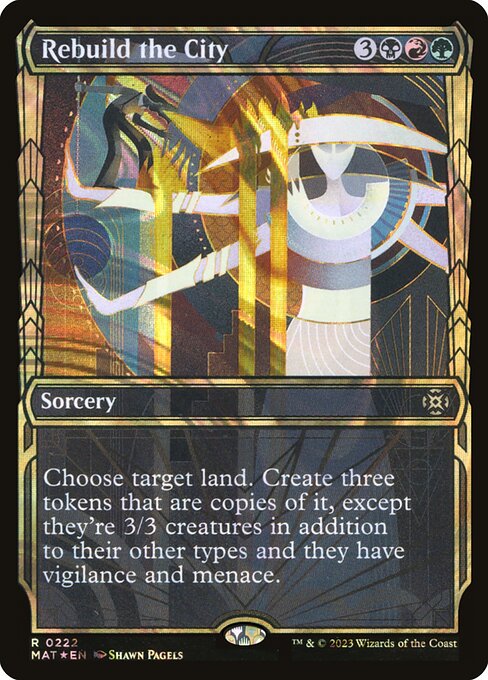 Rebuild the City 3
Sorcery
Choose target land. Create three
tokens that are copies of it, except
they're 3/3 creatures in addition
to their other types and they have
vigilance and menace.
R 0222
MAT★EN Shawn Pagels ™ & © 2023 Wizards of the Coast